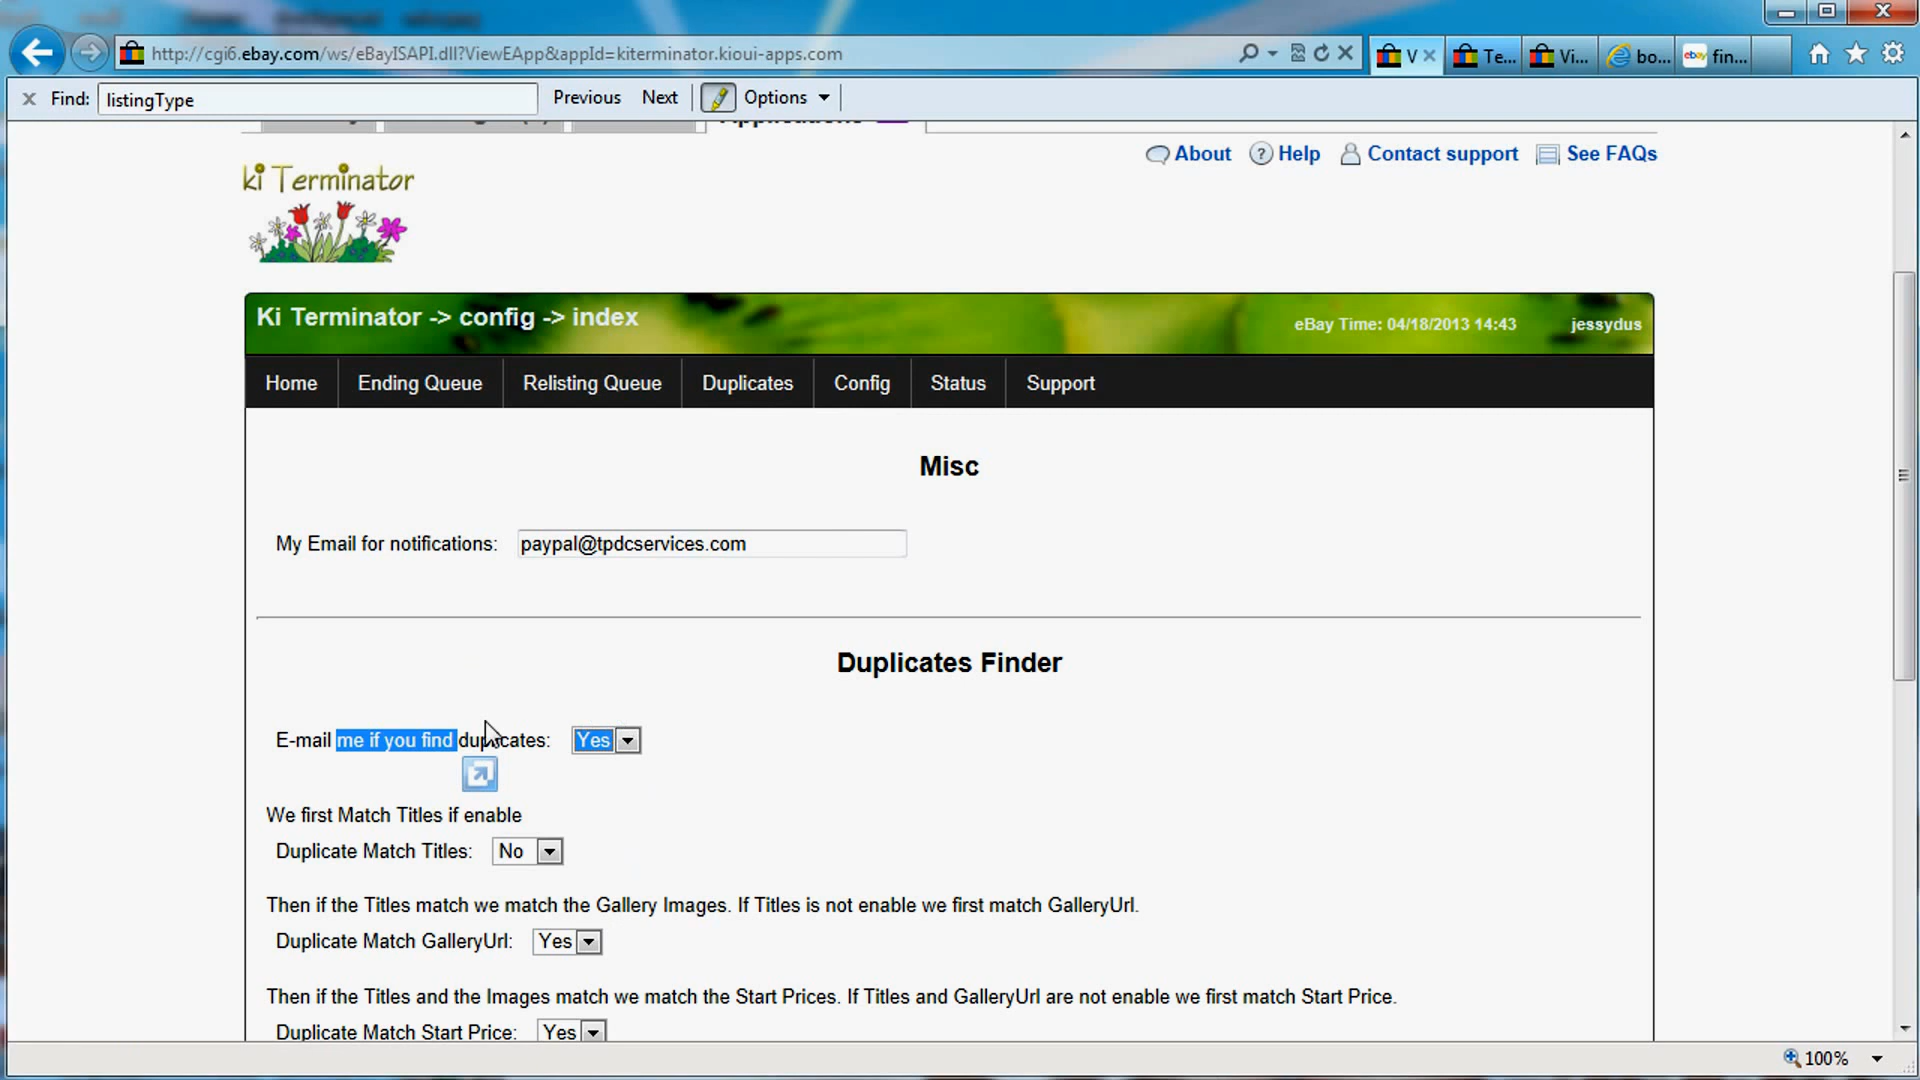 http://cgi6.ebay.com/ws/eBayISAPI.dll?ViewEApp&appId=kiterminator.kioui-apps.com
V Te... Vi... bo... fin...
Find: listingType Previous Next Options
About Help Contact support See FAQs
ki Terminator
Ki Terminator -> config -> index
eBay Time: 04/18/2013 14:43 jessydus
Home Ending Queue Relisting Queue Duplicates Config Status Support
Misc
My Email for notifications: paypal@tpdcservices.com
Duplicates Finder
E-mail me if you find duplicates: Yes
We first Match Titles if enable
Duplicate Match Titles: No
Then if the Titles match we match the Gallery Images. If Titles is not enable we first match GalleryUrl.
Duplicate Match GalleryUrl: Yes
Then if the Titles and the Images match we match the Start Prices. If Titles and GalleryUrl are not enable we first match Start Price.
Duplicate Match Start Price: Yes
100%